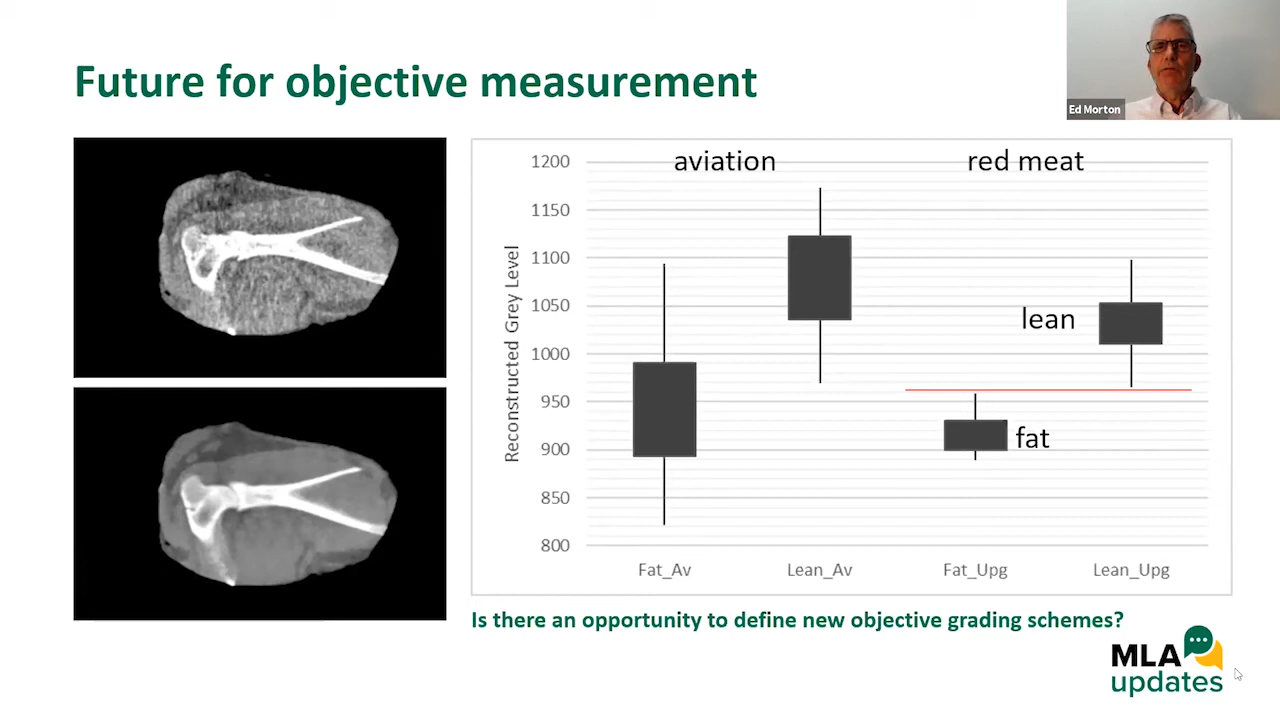 Future for objective measurement
Ed Morton
aviation
red meat
Reconstructed Grey Level
1200
1150
1100
1050
1000
950
900
850
800
lean
fat
Fat_Av
Lean_Av
Fat_Upg
Lean_Upg
Is there an opportunity to define new objective grading schemes?
MLA
updates